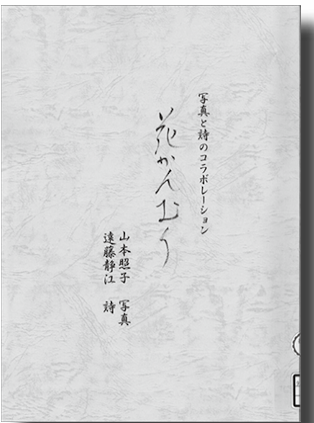 写真と詩のコラボレーション
花かんむり
山本照子 写真
遠藤静江 詩